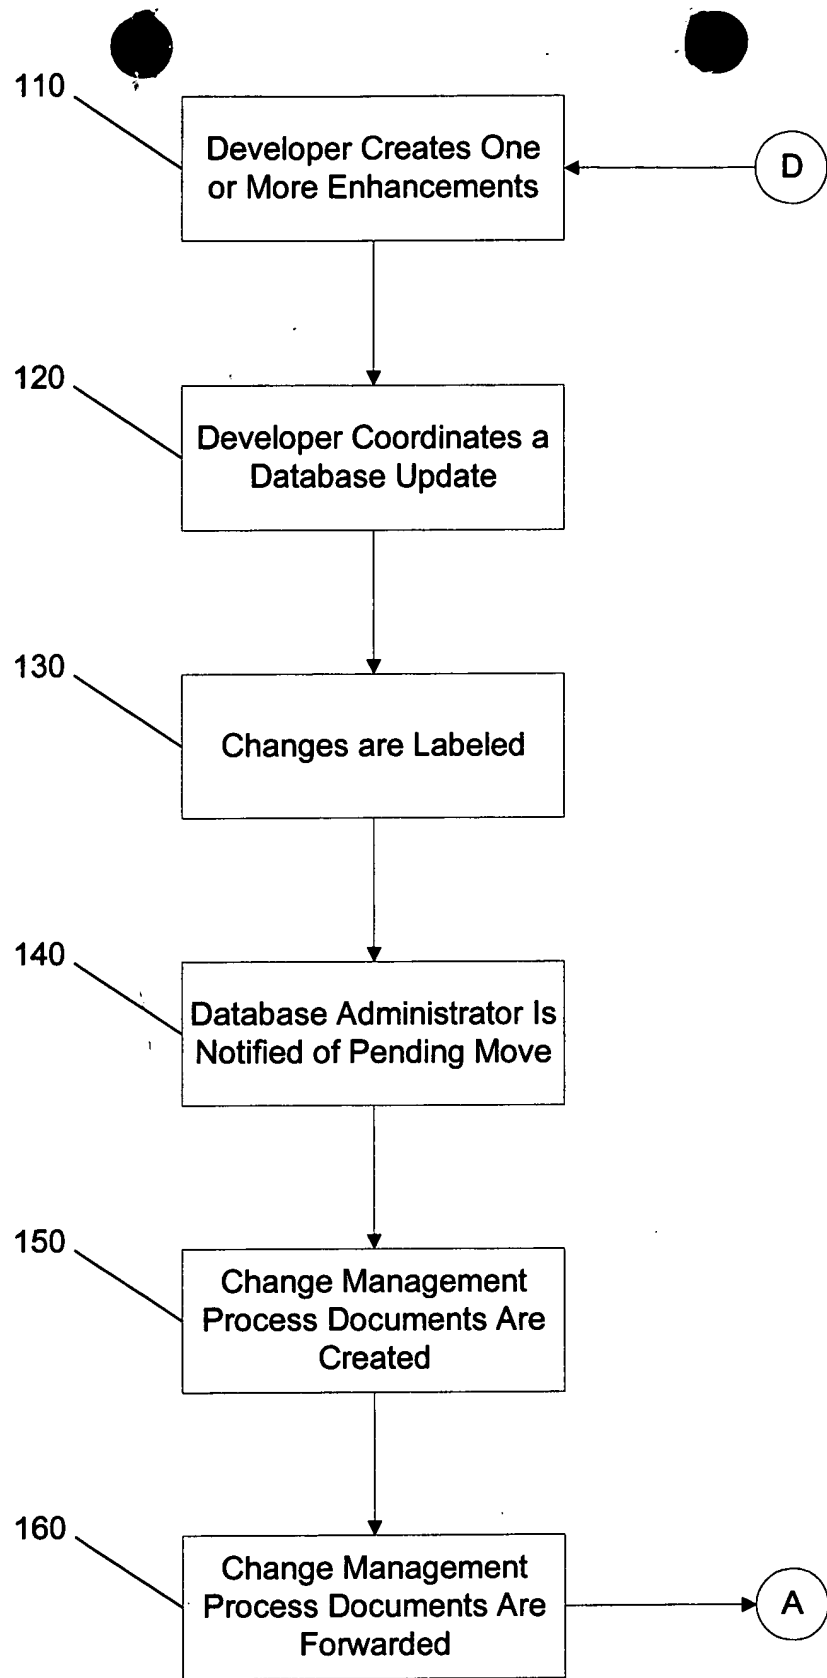 110
Developer Creates One
or More Enhancements
D
120
Developer Coordinates a
Database Update
130
Changes are Labeled
140
Database Administrator Is
Notified of Pending Move
150
Change Management
Process Documents Are
Created
160
Change Management
Process Documents Are
Forwarded
A